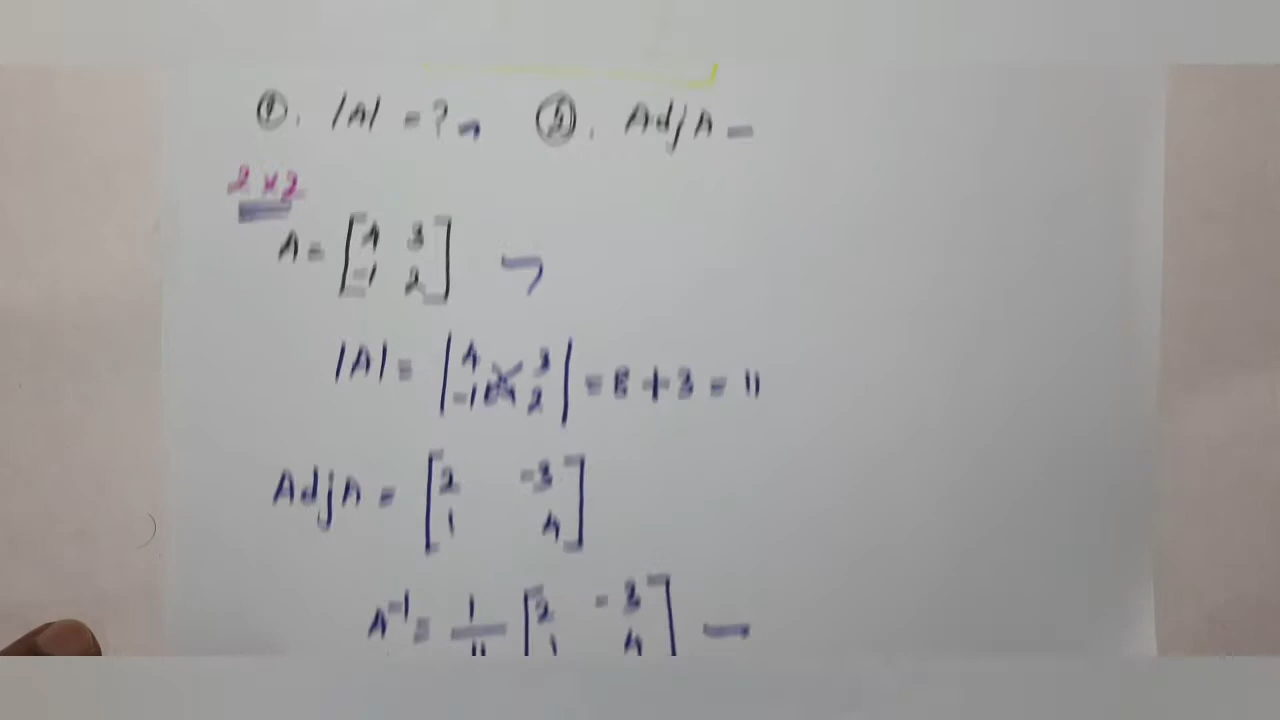 ①. |A| = ? ②. Adj A
2×2
A = [4 3
-1 2]
|A| = |4 3
-1 2| = 8 + 3 = 11
Adj A = [2 -3
1 4]
A⁻¹ = 1/11 [2 -3
1 4]